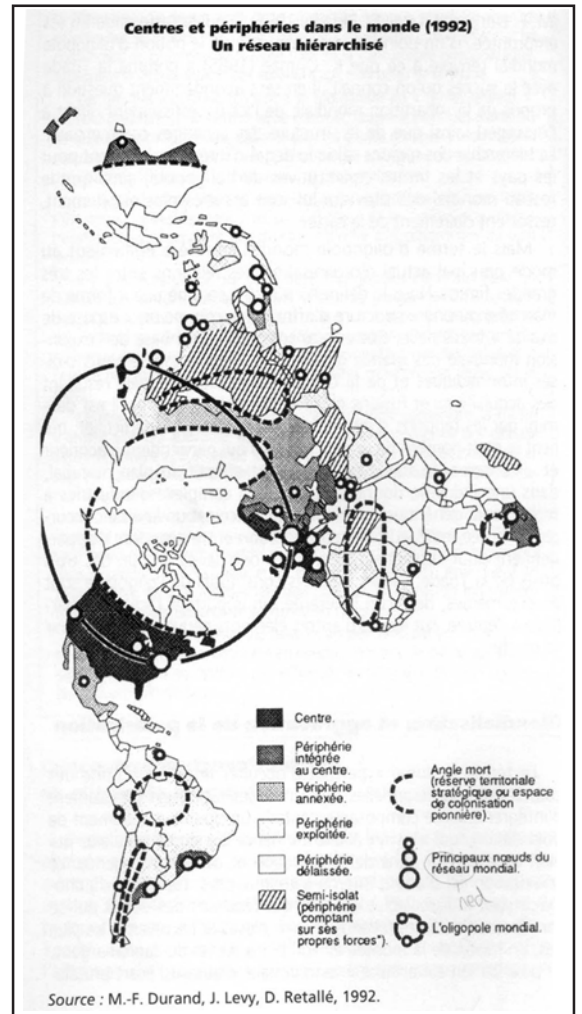 Centres et périphéries dans le monde (1992)
Un réseau hiérarchisé
Centre.
Périphérie
intégrée
au centre.
Périphérie
annexée.
Périphérie
exploitée.
Périphérie
délaissée.
Semi-isolat
(périphérie "comptant
sur ses
propres forces").
Angle mort
(réserve territoriale
stratégique ou espace
de colonisation
pionnière).
Principaux nœuds du
réseau mondial.
L'oligopole mondial.
Source : M.-F. Durand, J. Levy, D. Retallé, 1992.